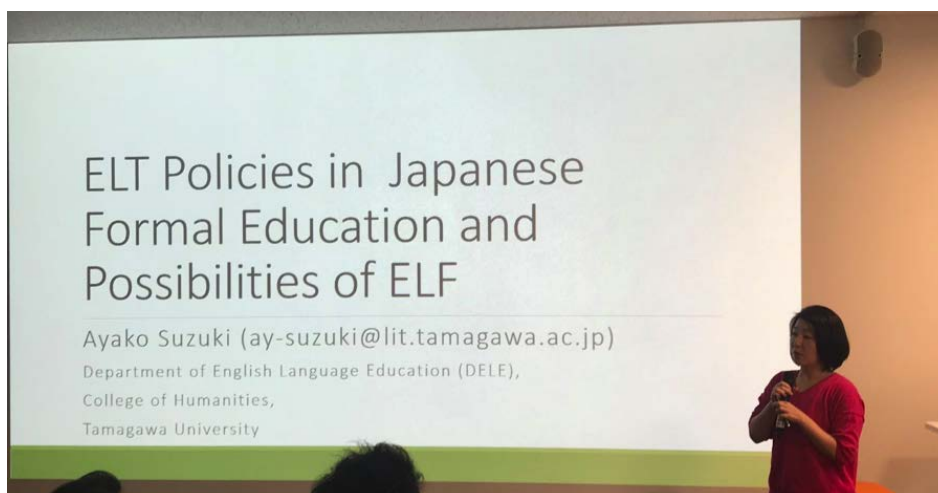 ELT Policies in Japanese
Formal Education and
Possibilities of ELF
Ayako Suzuki (ay-suzuki@lit.tamagawa.ac.jp)
Department of English Language Education (DELE),
College of Humanities,
Tamagawa University